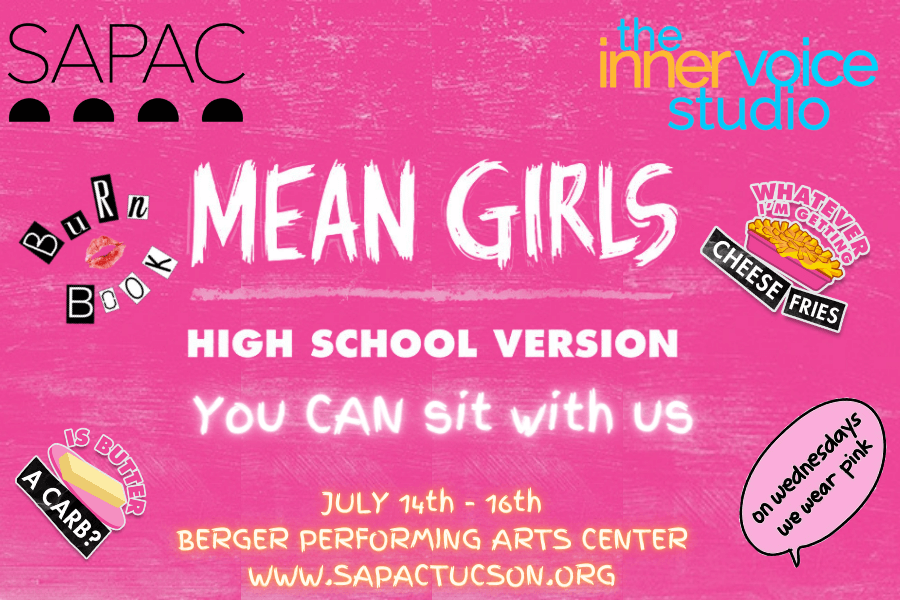 SAPAC
the
innervoice
studio
BuRn
BOOK
MEAN GIRLS
HIGH SCHOOL VERSION
YOU CAN sit with us
WHATEVER
I'M GETTING
CHEESE FRIES
IS BUTTER
A CARB?
on wednesdays
we wear pink
JULY 14th - 16th
BERGER PERFORMING ARTS CENTER
WWW.SAPACTUCSON.ORG